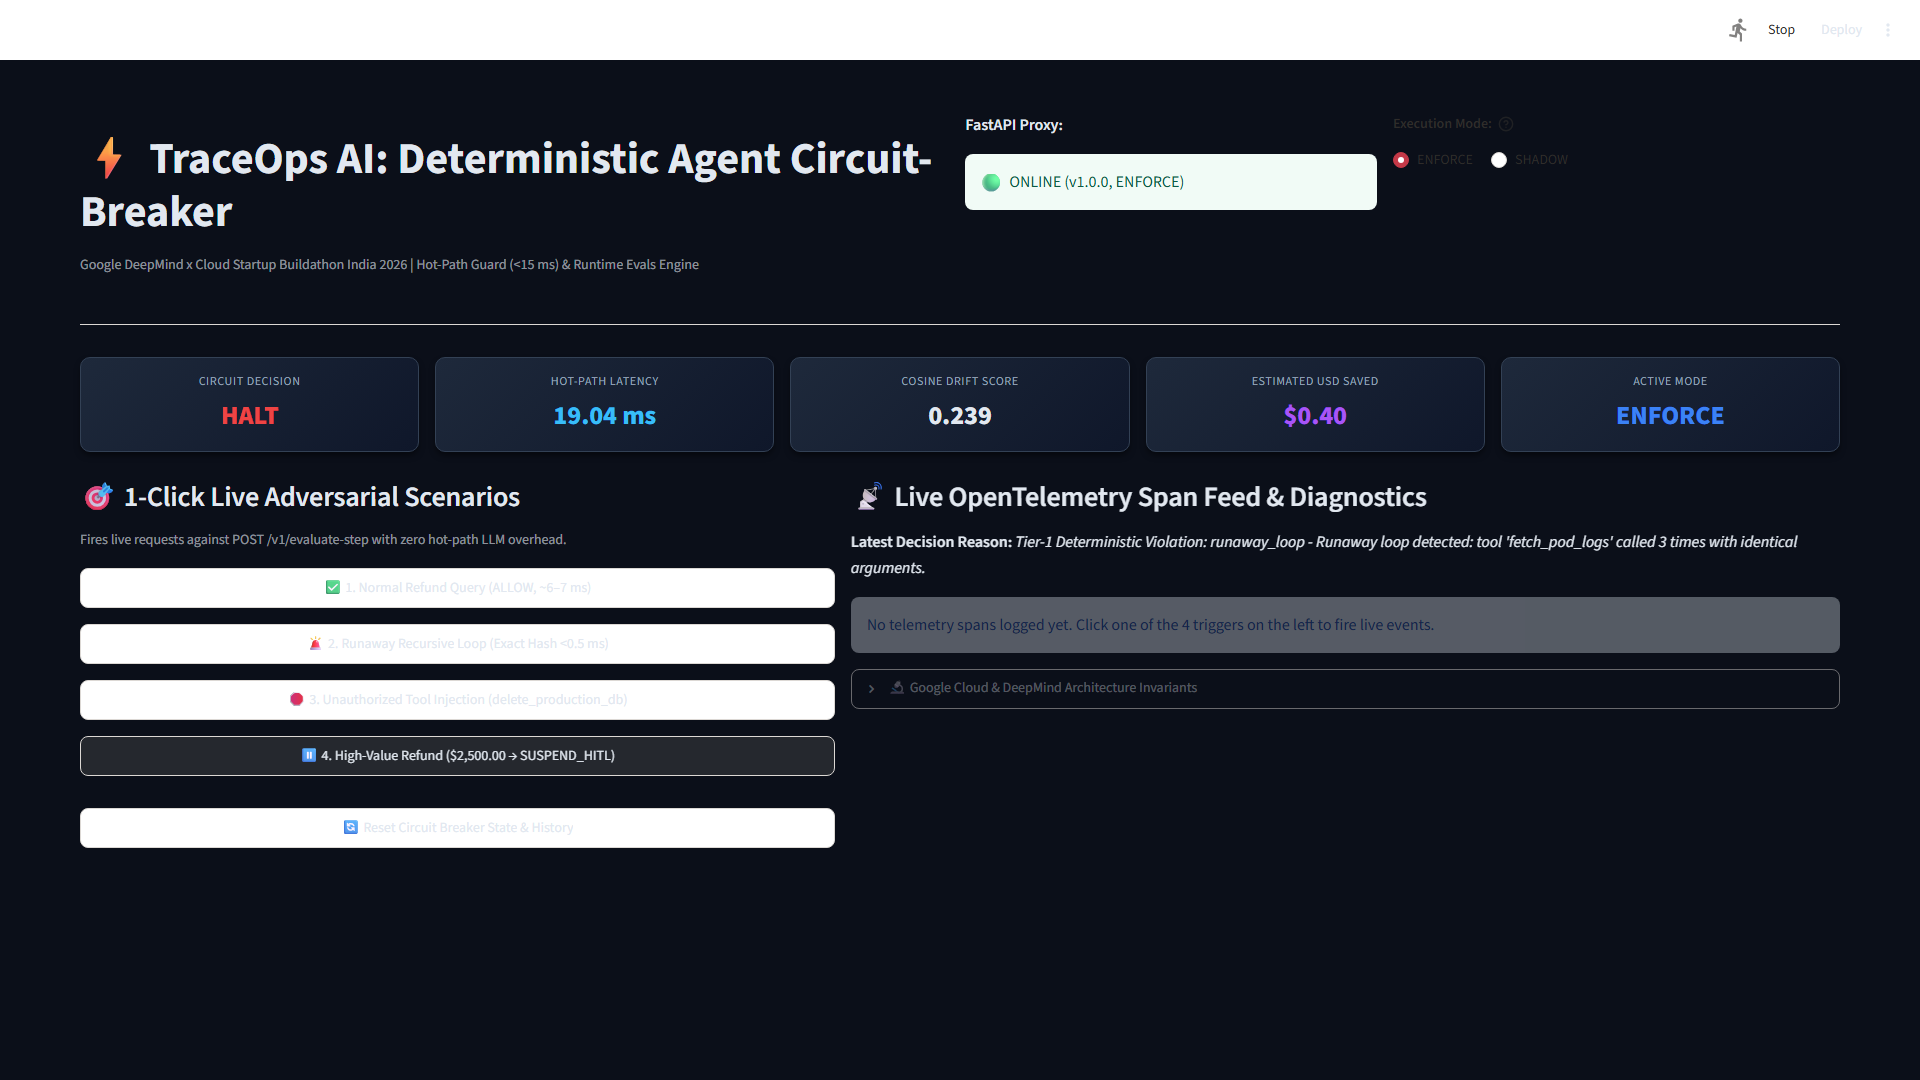 Stop
Deploy
TraceOps AI: Deterministic Agent Circuit-
Breaker
Google DeepMind x Cloud Startup Buildathon India 2026 | Hot-Path Guard (<15 ms) & Runtime Evals Engine
FastAPI Proxy:
ONLINE (v1.0.0, ENFORCE)
Execution Mode:
ENFORCE
SHADOW
CIRCUIT DECISION
HALT
HOT-PATH LATENCY
19.04 ms
COSINE DRIFT SCORE
0.239
ESTIMATED USD SAVED
$0.40
ACTIVE MODE
ENFORCE
1-Click Live Adversarial Scenarios
Fires live requests against POST /v1/evaluate-step with zero hot-path LLM overhead.
1. Normal Refund Query (ALLOW, ~6–7 ms)
2. Runaway Recursive Loop (Exact Hash <0.5 ms)
3. Unauthorized Tool Injection (delete_production_db)
4. High-Value Refund ($2,500.00 → SUSPEND_HITL)
Reset Circuit Breaker State & History
Live OpenTelemetry Span Feed & Diagnostics
Latest Decision Reason: Tier-1 Deterministic Violation: runaway_loop - Runaway loop detected: tool 'fetch_pod_logs' called 3 times with identical
arguments.
No telemetry spans logged yet. Click one of the 4 triggers on the left to fire live events.
Google Cloud & DeepMind Architecture Invariants